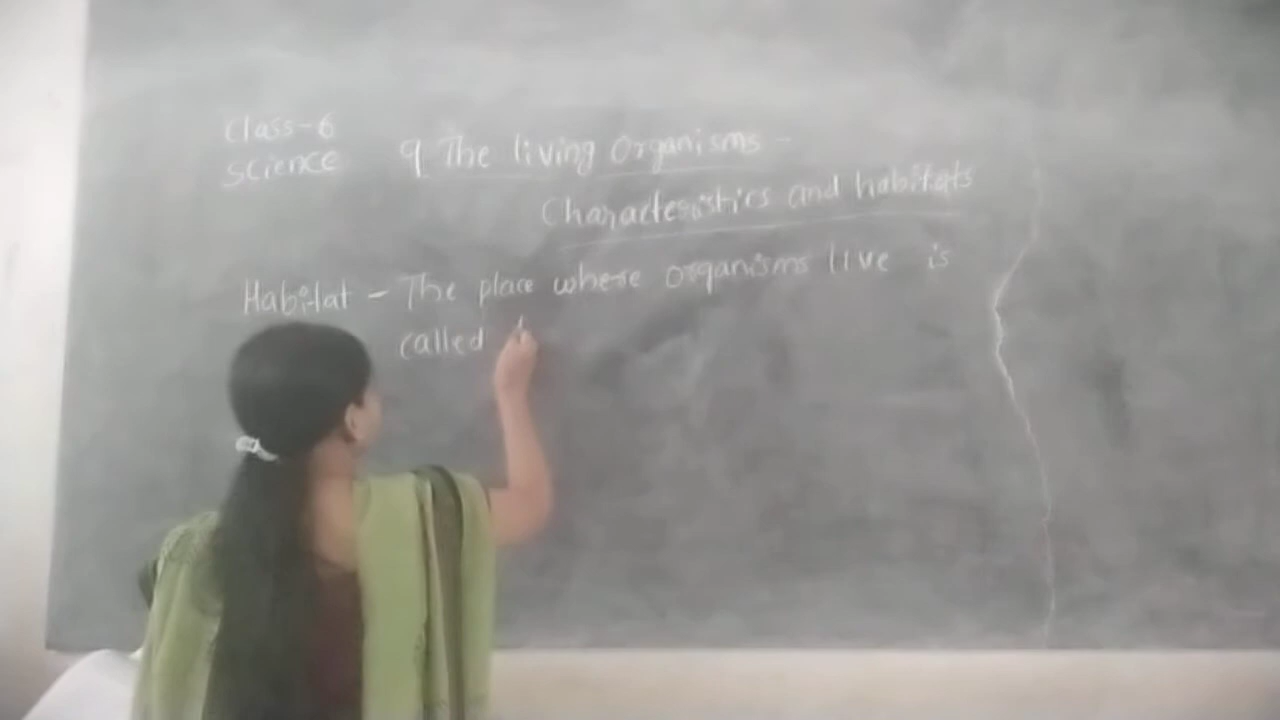 Class-6
Science
9 The living Organisms -
Characteristics and habitats
Habitat - The place where organisms live is
called